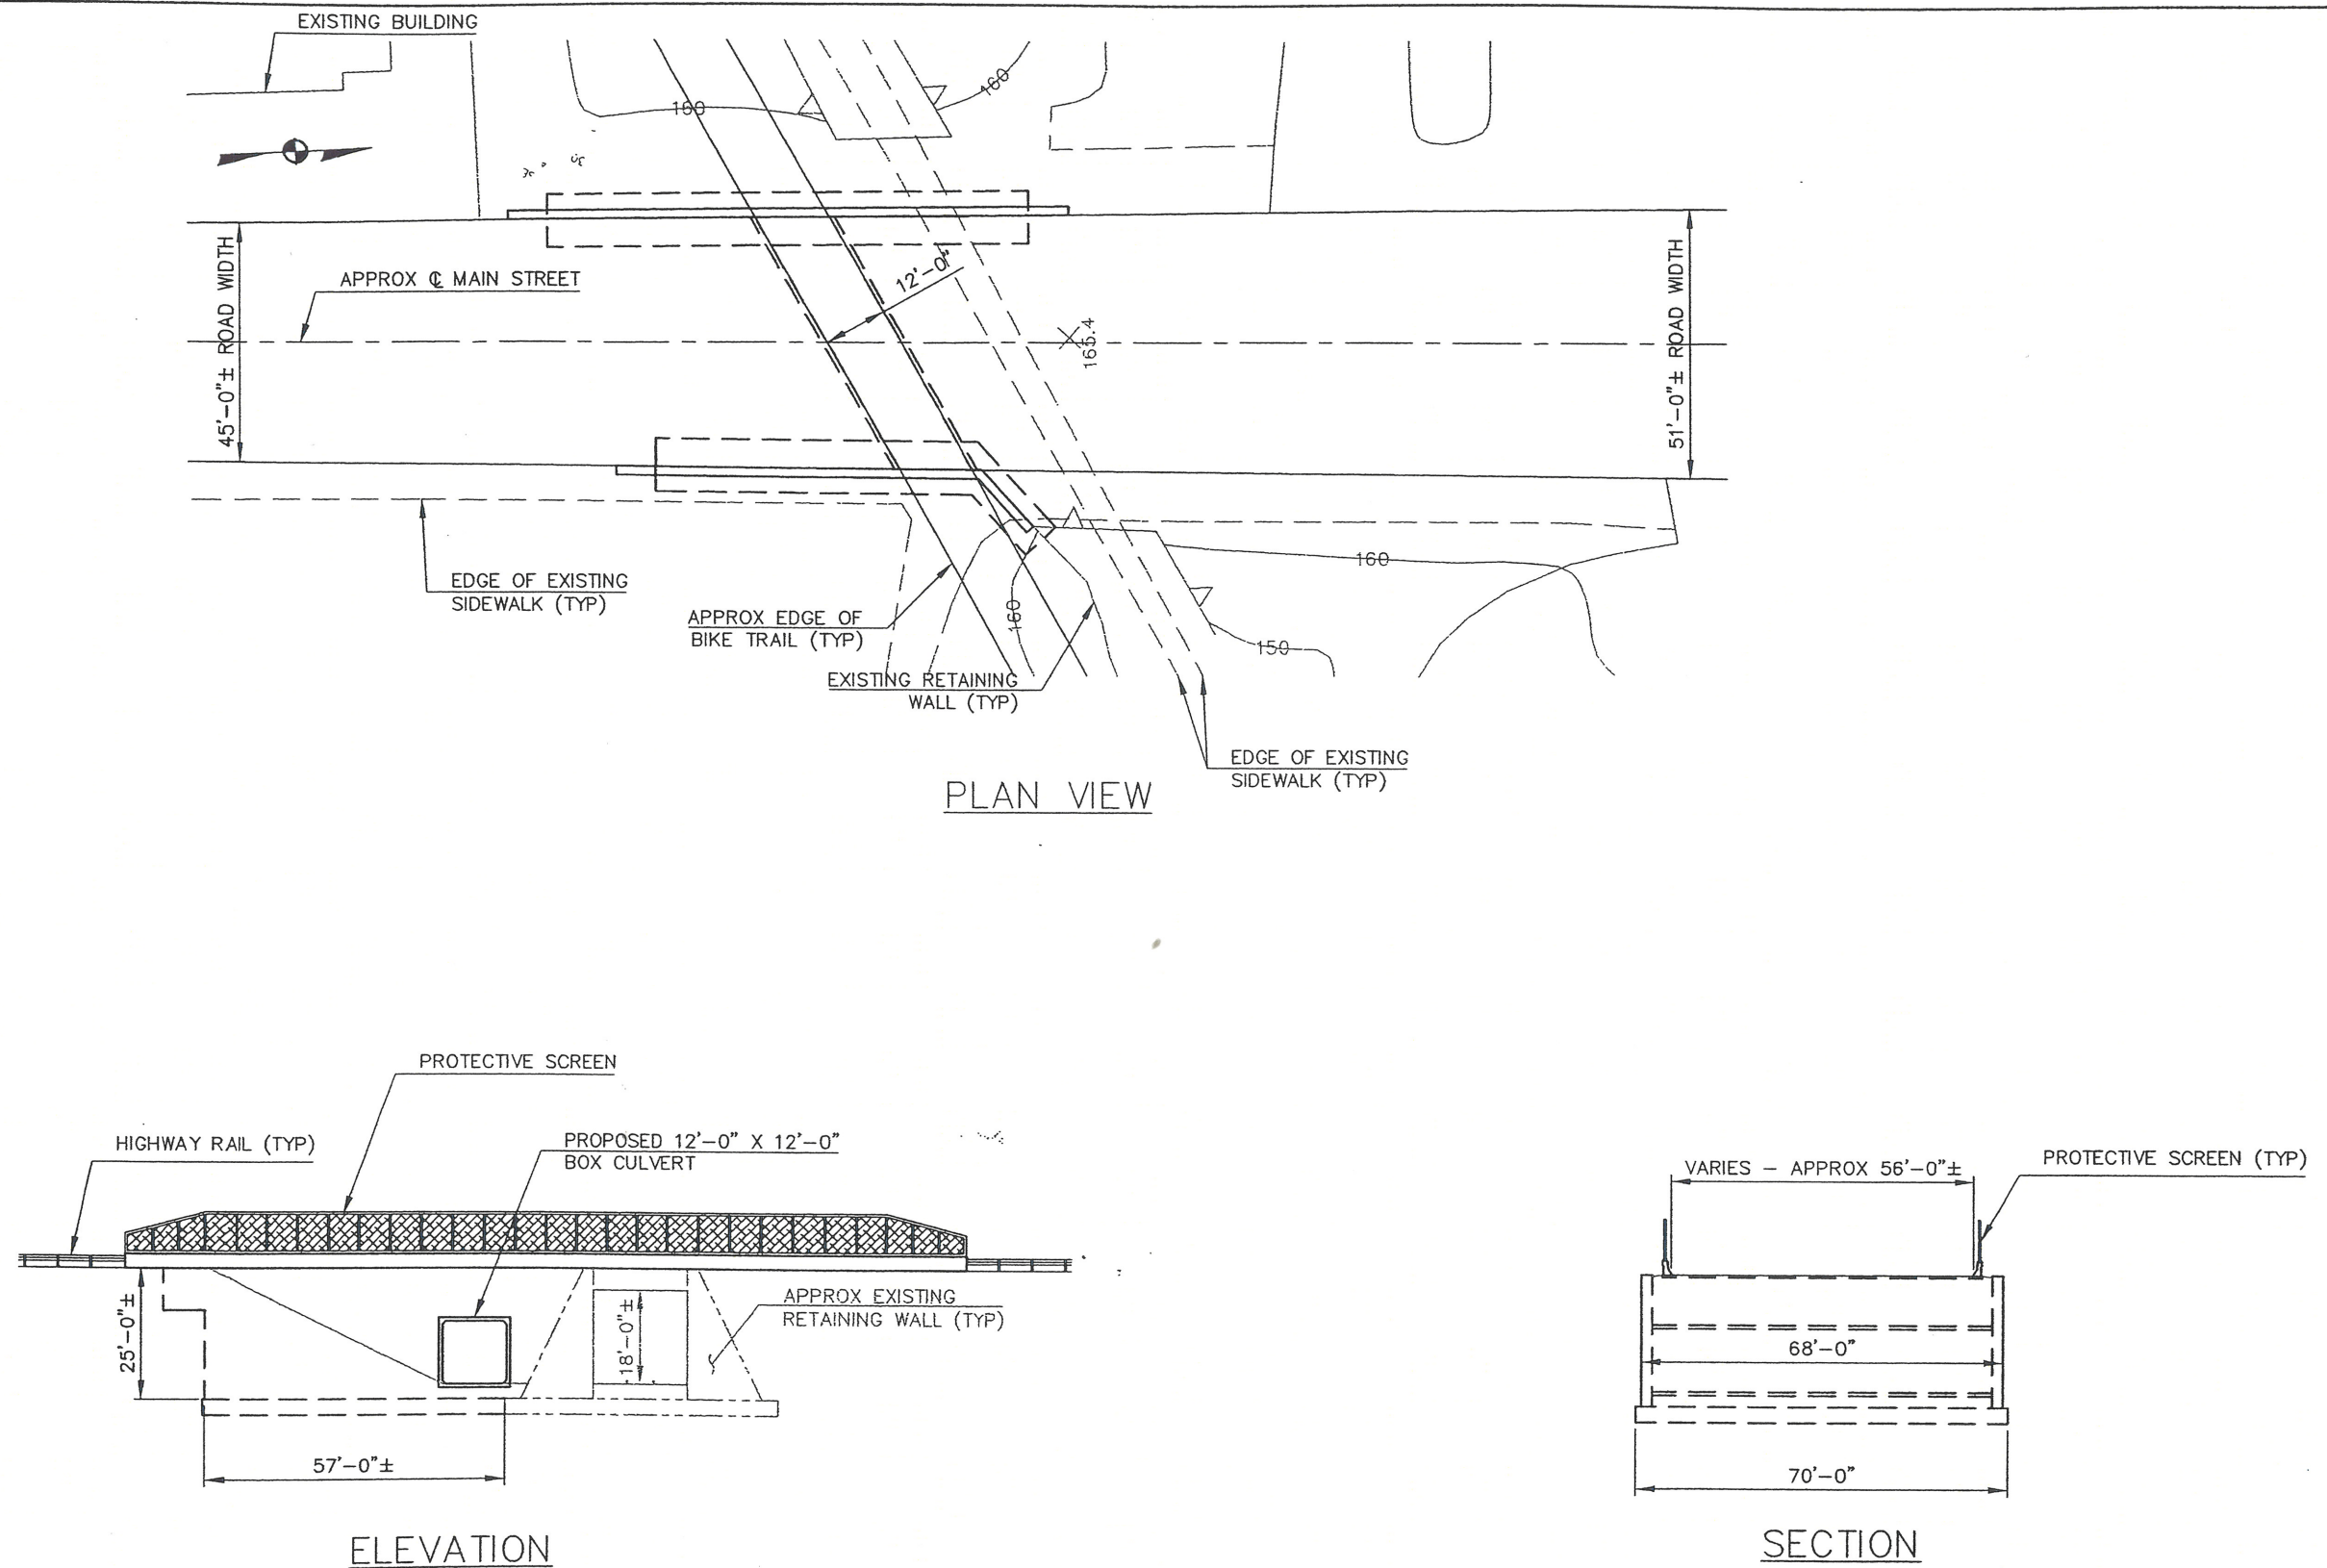 EXISTING BUILDING
160
160
45'-0"± ROAD WIDTH
APPROX ℄ MAIN STREET
12'-0"
165.4
51'-0"± ROAD WIDTH
EDGE OF EXISTING
SIDEWALK (TYP)
APPROX EDGE OF
BIKE TRAIL (TYP)
160
160
150
EXISTING RETAINING
WALL (TYP)
EDGE OF EXISTING
SIDEWALK (TYP)
PLAN VIEW
PROTECTIVE SCREEN
HIGHWAY RAIL (TYP)
PROPOSED 12'-0" X 12'-0"
BOX CULVERT
25'-0"±
18'-0"±
APPROX EXISTING
RETAINING WALL (TYP)
57'-0"±
ELEVATION
VARIES - APPROX 56'-0"±
PROTECTIVE SCREEN (TYP)
68'-0"
70'-0"
SECTION